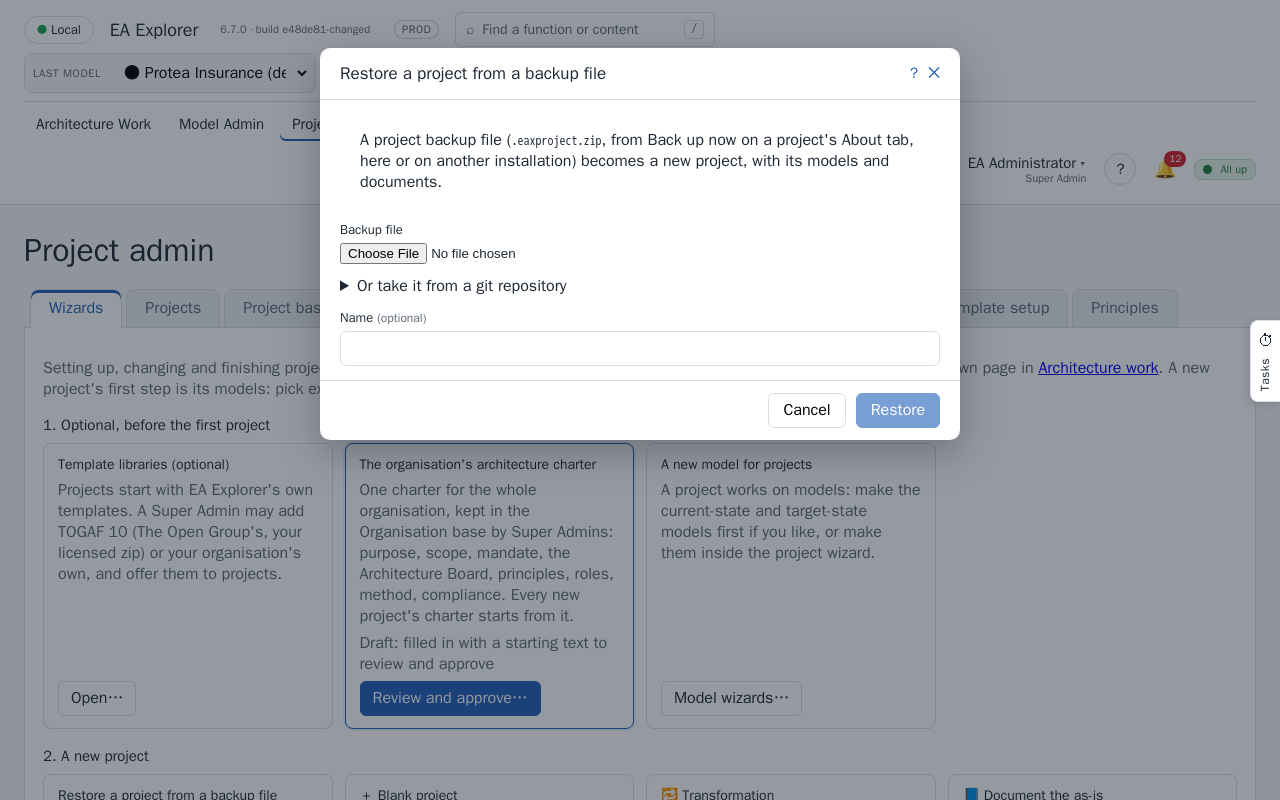 Local
EA Explorer
6.7.0 · build e48de81-changed
PROD
Find a function or content
/
LAST MODEL
Protea Insurance (de
Architecture Work
Model Admin
Proje
EA Administrator
Super Admin
?
12
All up
Project admin
Wizards
Projects
Project bas
mplate setup
Principles
Restore a project from a backup file
?
A project backup file (.eaxproject.zip, from Back up now on a project's About tab,
here or on another installation) becomes a new project, with its models and
documents.
Backup file
Choose File No file chosen
Or take it from a git repository
Name (optional)
Cancel
Restore
Tasks
Setting up, changing and finishing proje
wn page in Architecture work. A new
project's first step is its models: pick ex
1. Optional, before the first project
Template libraries (optional)
Projects start with EA Explorer's own
templates. A Super Admin may add
TOGAF 10 (The Open Group's, your
licensed zip) or your organisation's
own, and offer them to projects.
Open···
The organisation's architecture charter
One charter for the whole
organisation, kept in the
Organisation base by Super Admins:
purpose, scope, mandate, the
Architecture Board, principles, roles,
method, compliance. Every new
project's charter starts from it.
Draft: filled in with a starting text to
review and approve
Review and approve···
A new model for projects
A project works on models: make the
current-state and target-state
models first if you like, or make
them inside the project wizard.
Model wizards···
2. A new project
Restore a project from a backup file
+ Blank project
Transformation
Document the as-is